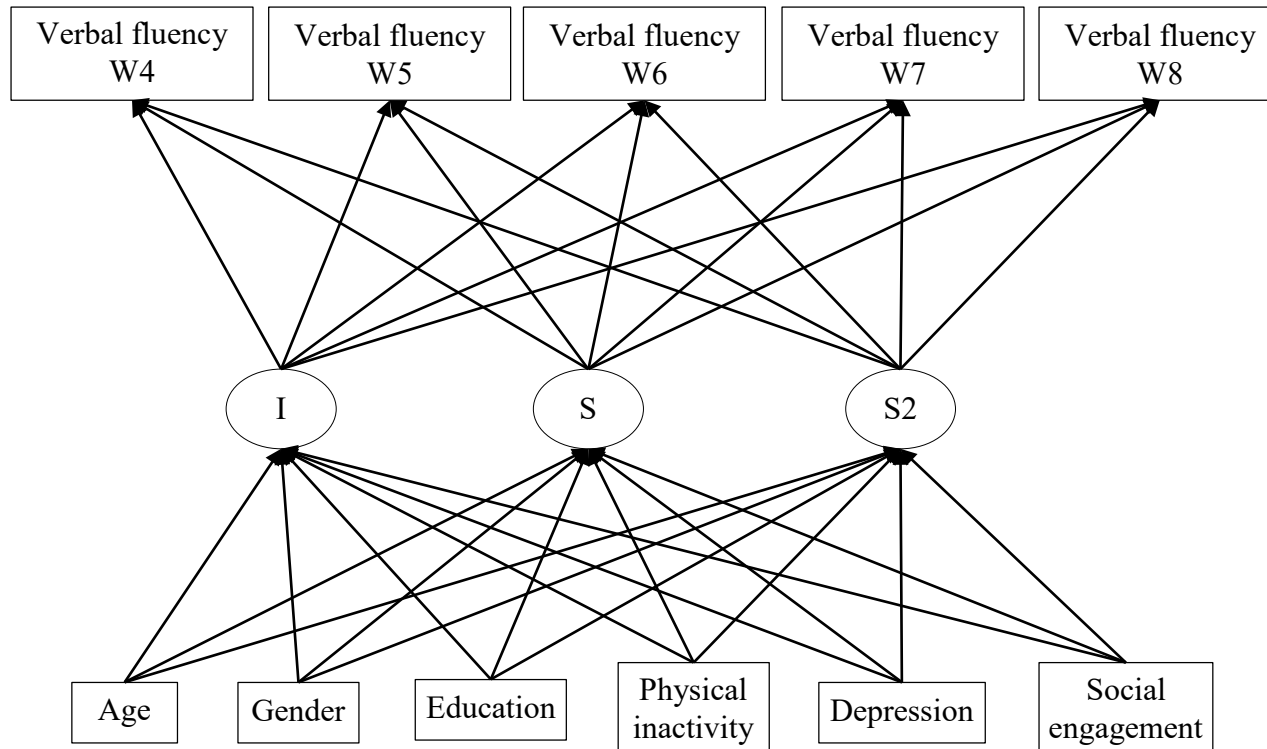 Verbal fluency
W4
Verbal fluency
W5
Verbal fluency
W6
Verbal fluency
W7
Verbal fluency
W8
I
S
S2
Age
Gender
Education
Physical
inactivity
Depression
Social
engagement